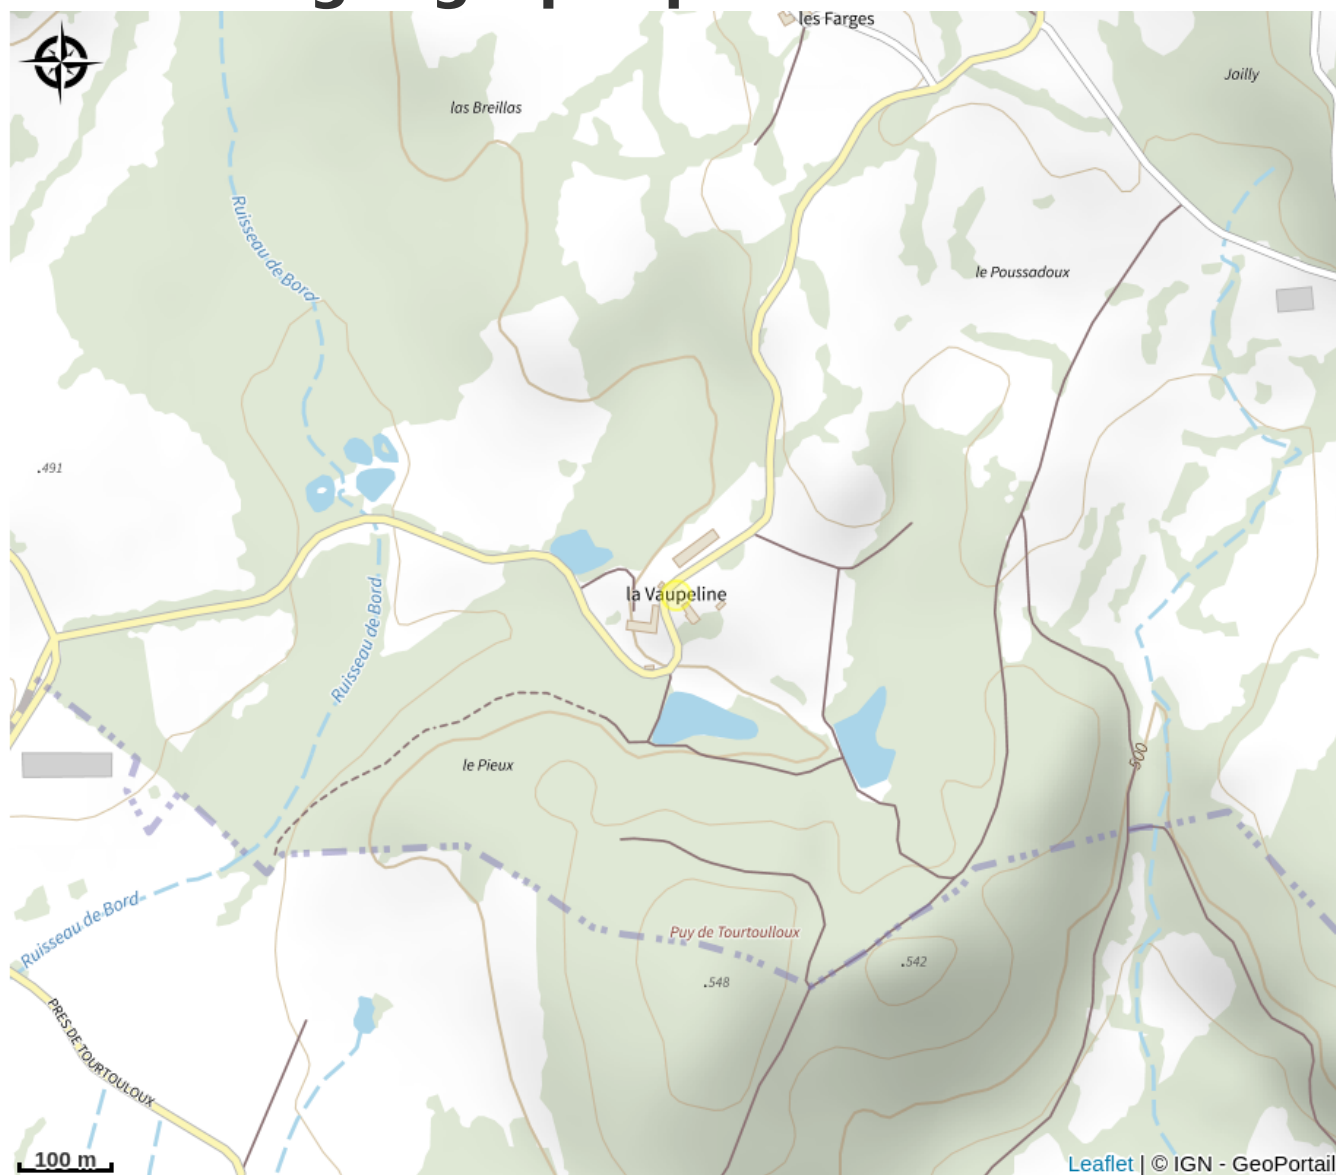 les Farges
Joilly
las Breillas
Ruisseau de Bord
le Poussadoux
.491
la Vaupeline
Ruisseau de Bord
le Pieux
500
Ruisseau de Bord
Puy de Tourtoulloux
.542
.548
PRES DE TOURTOULOUX
100 m
Leaflet | © IGN - GeoPortail